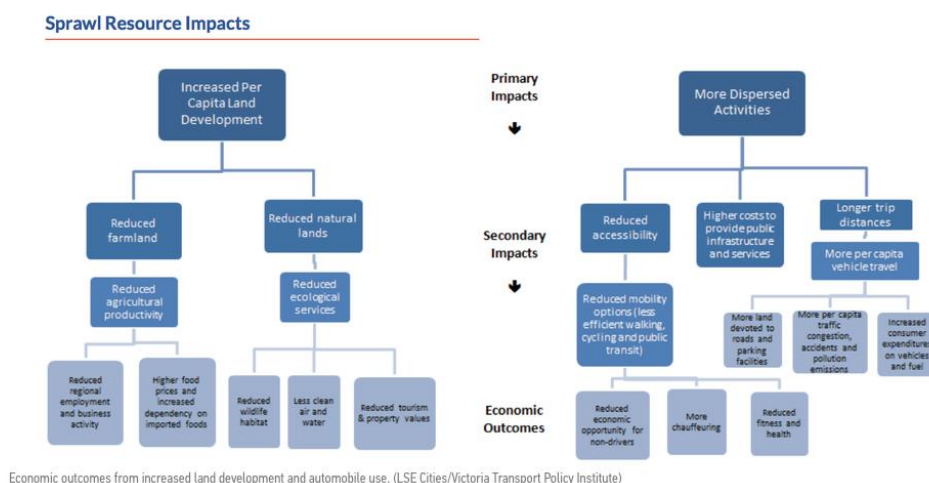 Sprawl Resource Impacts
Increased Per
Capita Land
Development
Reduced
farmland
Reduced natural
lands
Reduced
agricultural
productivity
Reduced
ecological
services
Reduced
regional
employment
and business
activity
Higher food
prices and
increased
dependency on
imported foods
Reduced
wildlife
habitat
Less clean
air and
water
Reduced tourism
& property values
Primary
Impacts
Secondary
Impacts
Economic
Outcomes
More Dispersed
Activities
Reduced
accessibility
Higher costs to
provide public
infrastructure
and services
Longer trip
distances
More per capita
vehicle travel
Reduced mobility
options (less
efficient walking,
cycling and public
transit)
More land
devoted to
roads and
parking
facilities
More per capita
traffic
congestion,
accidents and
pollution
emissions
Increased
consumer
expenditures
on vehicles
and fuel
Reduced
economic
opportunity for
non-drivers
More
chauffeuring
Reduced
fitness and
health
Economic outcomes from increased land development and automobile use. (LSE Cities/Victoria Transport Policy Institute)